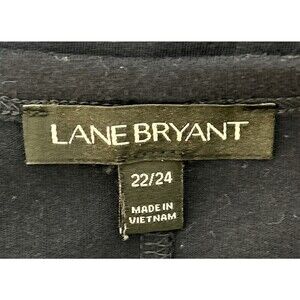 LANE BRYANT
22/24
MADE IN
VIETNAM